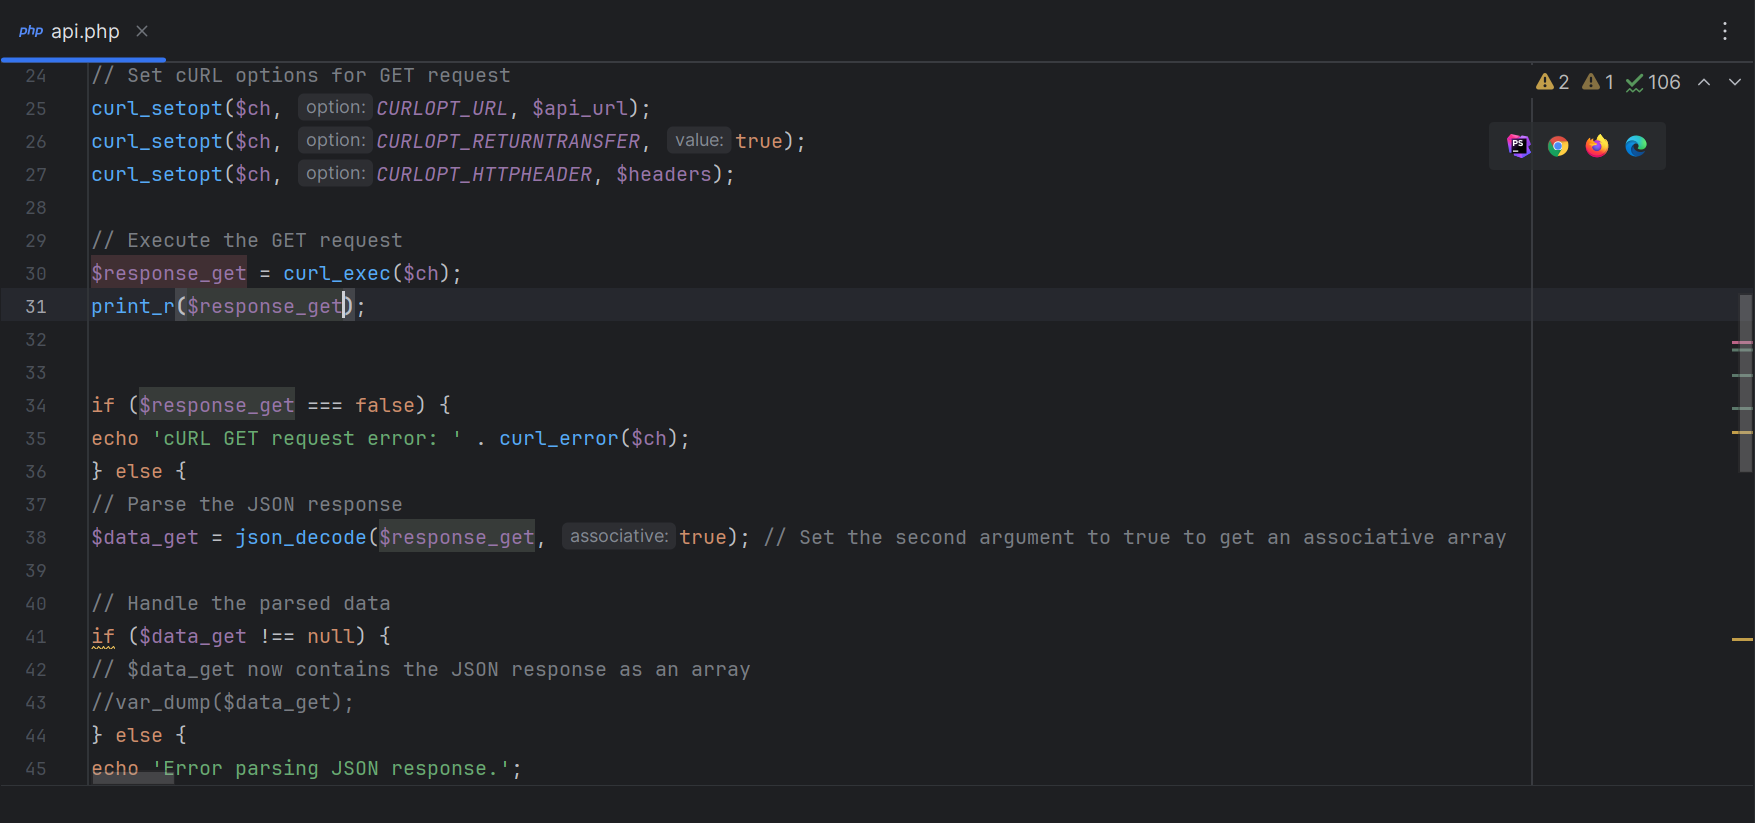 php api.php
2 1 106
24 // Set cURL options for GET request
25 curl_setopt($ch, option: CURLOPT_URL, $api_url);
26 curl_setopt($ch, option: CURLOPT_RETURNTRANSFER, value: true);
27 curl_setopt($ch, option: CURLOPT_HTTPHEADER, $headers);
PS
28
29 // Execute the GET request
30 $response_get = curl_exec($ch);
31 print_r($response_get);
32
33
34 if ($response_get === false) {
35 echo 'cURL GET request error: ' . curl_error($ch);
36 } else {
37 // Parse the JSON response
38 $data_get = json_decode($response_get, associative: true); // Set the second argument to true to get an associative array
39
40 // Handle the parsed data
41 if ($data_get !== null) {
42 // $data_get now contains the JSON response as an array
43 //var_dump($data_get);
44 } else {
45 echo 'Error parsing JSON response.';